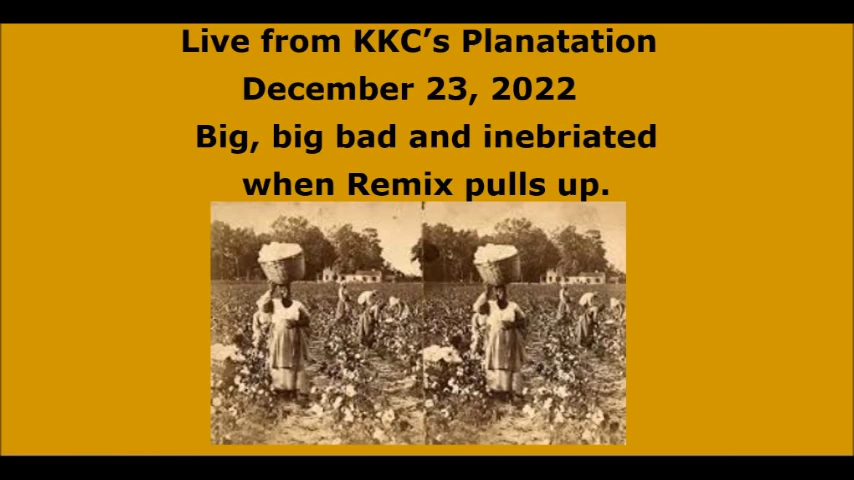 Live from KKC’s Planatation
December 23, 2022
Big, big bad and inebriated
when Remix pulls up.